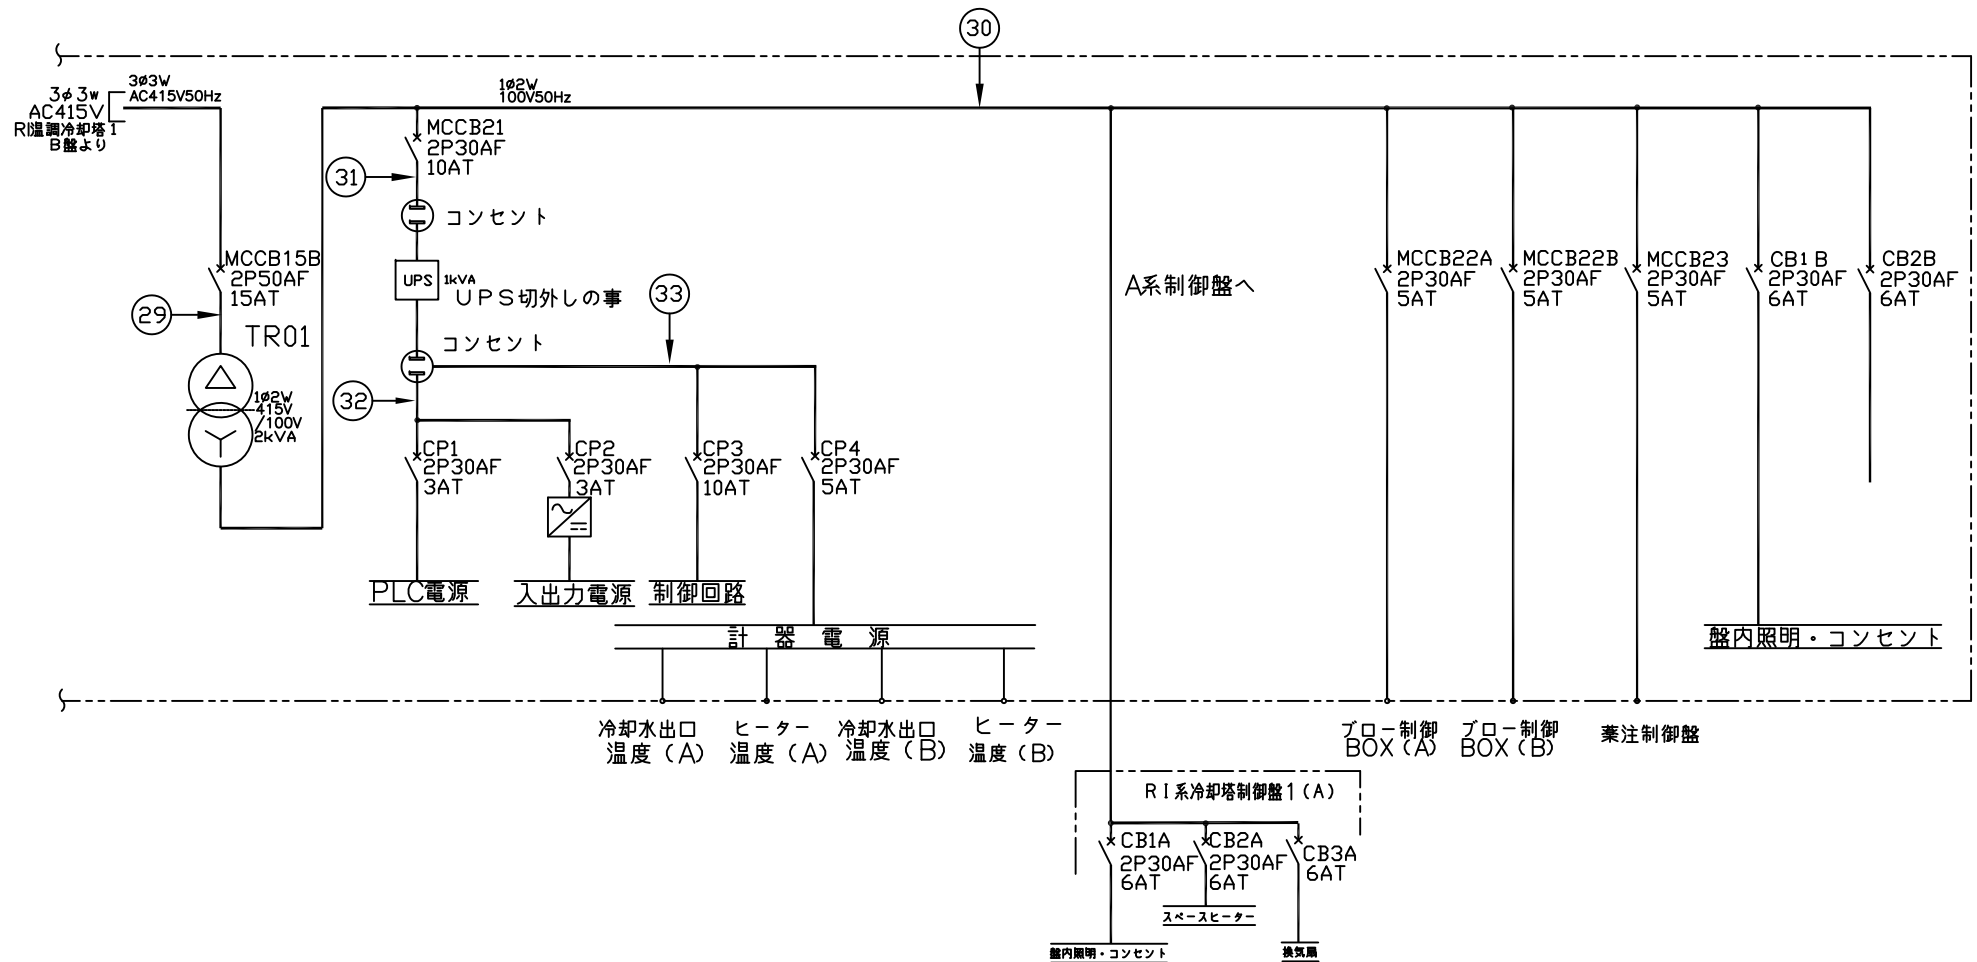 30
3φ3w
AC415V
RI温調冷却塔1
B盤より
3ø3W
AC415V50Hz
1ø2W
100V50Hz
MCCB21
2P30AF
10AT
31
コンセント
UPS
1kVA
UPS切外しの事
コンセント
33
32
MCCB15B
2P50AF
15AT
29
TR01
1ø2W
415V
/100V
2kVA
A系制御盤へ
MCCB22A
2P30AF
5AT
MCCB22B
2P30AF
5AT
MCCB23
2P30AF
5AT
CB1B
2P30AF
6AT
CB2B
2P30AF
6AT
CP1
2P30AF
3AT
CP2
2P30AF
3AT
CP3
2P30AF
10AT
CP4
2P30AF
5AT
PLC電源
入出力電源
制御回路
計器電源
盤内照明・コンセント
冷却水出口
温度(A)
ヒーター
温度(A)
冷却水出口
温度(B)
ヒーター
温度(B)
ブロー制御
BOX(A)
ブロー制御
BOX(B)
薬注制御盤
RI系冷却塔制御盤1(A)
CB1A
2P30AF
6AT
CB2A
2P30AF
6AT
CB3A
6AT
スペースヒーター
盤内照明・コンセント
換気扇